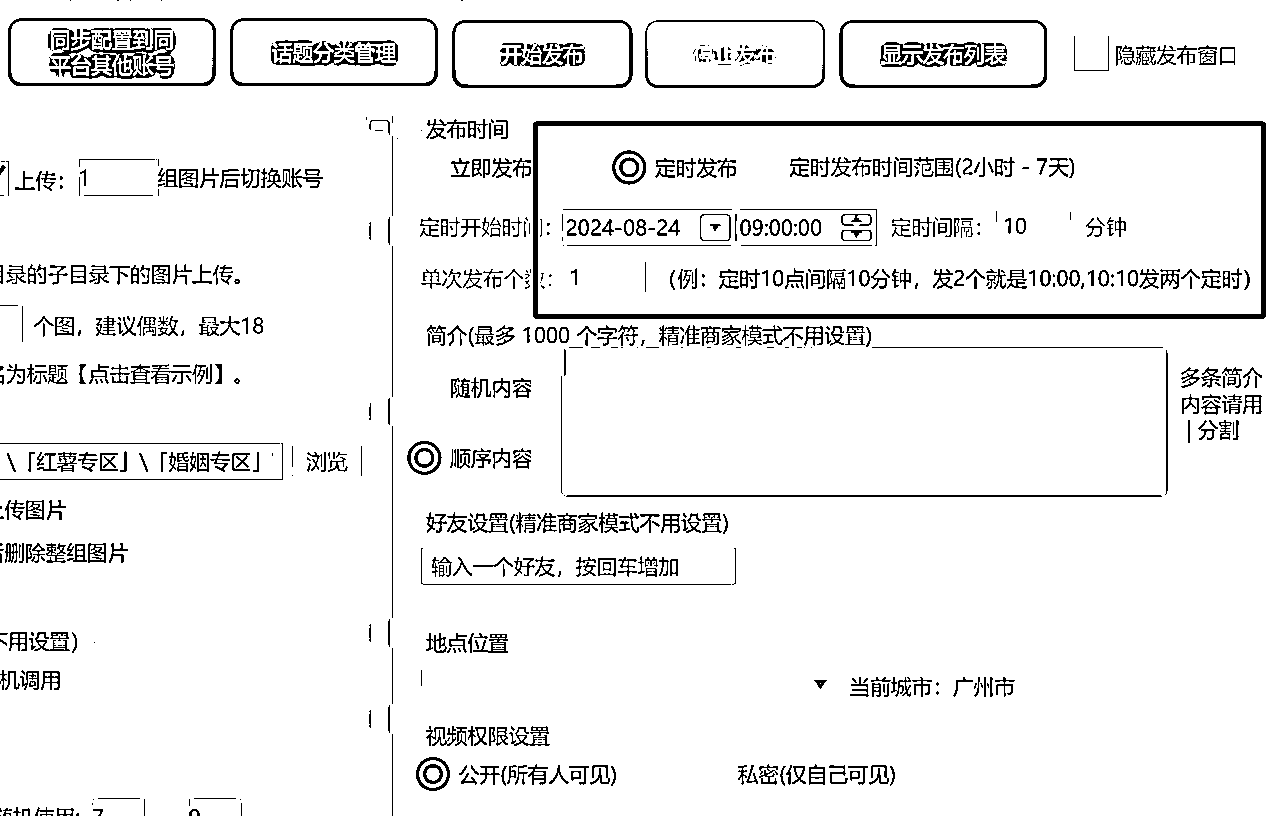 同步配置到同
平台其他账号
话题分类管理
开始发布
停止发布
显示发布列表
隐藏发布窗口
上传：1 组图片后切换账号
目录的子目录下的图片上传。
个图，建议偶数，最大18
名为标题【点击查看示例】。
\「红薯专区」\「婚姻专区」
浏览
上传图片
后删除整组图片
不用设置)
机调用
随机使用: 7 9
发布时间
立即发布 定时发布 定时发布时间范围(2小时 - 7天)
定时开始时间： 2024-08-24 09:00:00 定时间隔： 10 分钟
单次发布个数： 1 （例：定时10点间隔10分钟，发2个就是10:00,10:10发两个定时）
简介(最多 1000 个字符，精准商家模式不用设置)
随机内容
顺序内容
多条简介
内容请用
| 分割
好友设置(精准商家模式不用设置)
输入一个好友，按回车增加
地点位置
当前城市：广州市
视频权限设置
公开(所有人可见) 私密(仅自己可见)